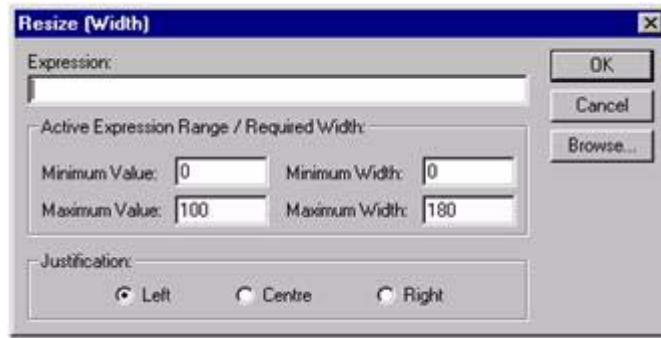 Resize (Width)
Expression:
OK
Cancel
Browse...
Active Expression Range / Required Width:
Minimum Value: 0 Minimum Width: 0
Maximum Value: 100 Maximum Width: 180
Justification:
Left Centre Right